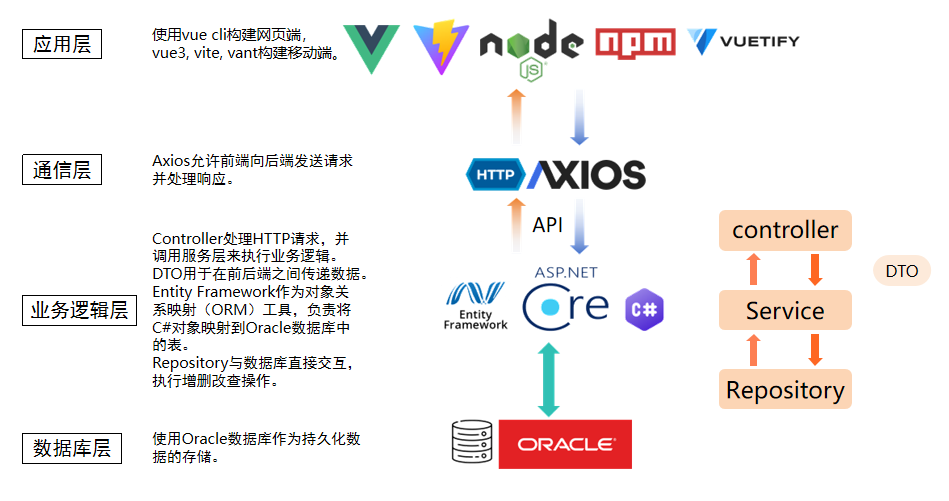 应用层
使用vue cli构建网页端，
vue3, vite, vant构建移动端。
node
JS
npm
VUETIFY
通信层
Axios允许前端向后端发送请求
并处理响应。
HTTP
AXIOS
API
业务逻辑层
Controller处理HTTP请求，并
调用服务层来执行业务逻辑。
DTO用于在前后端之间传递数据。
Entity Framework作为对象关
系映射（ORM）工具，负责将
C#对象映射到Oracle数据库中
的表。
Repository与数据库直接交互，
执行增删改查操作。
Entity
Framework
ASP.NET
Core
C#
controller
Service
Repository
DTO
数据库层
使用Oracle数据库作为持久化数
据的存储。
ORACLE